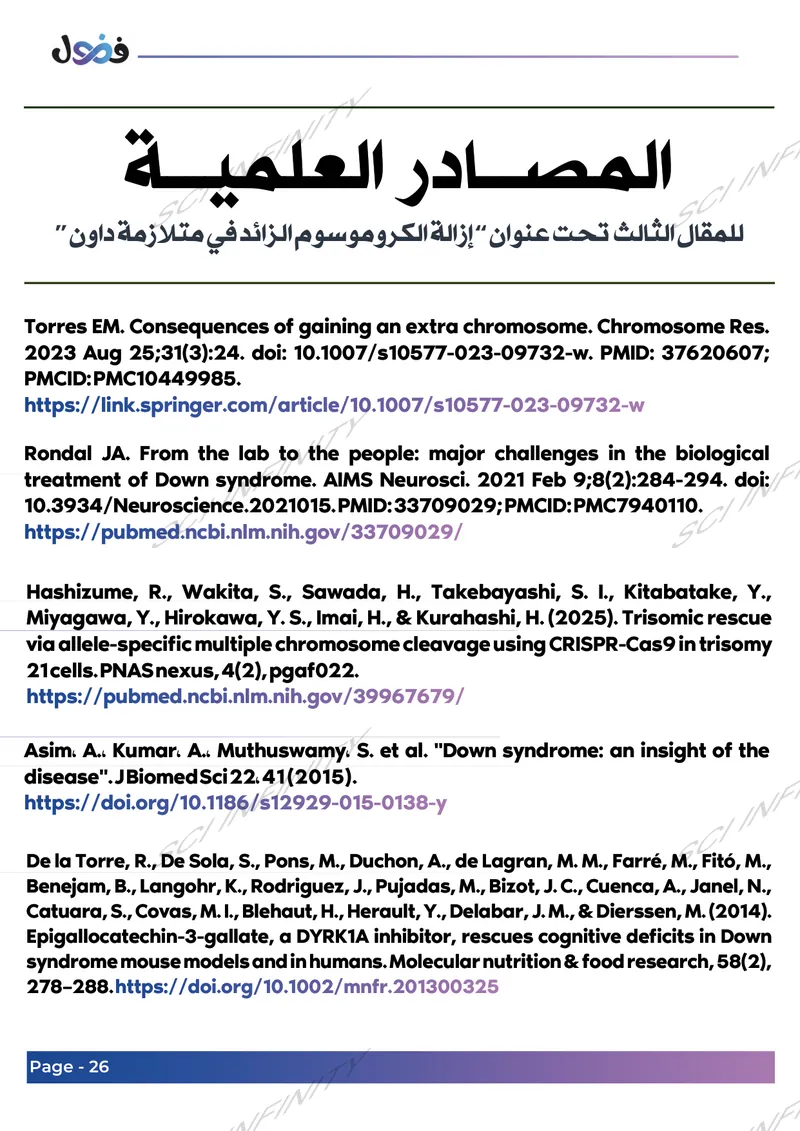 فضول
المصادر العلمية
للمقال الثالث تحت عنوان “إزالة الكروموسوم الزائد في متلازمة داون”
Torres EM. Consequences of gaining an extra chromosome. Chromosome Res.
2023 Aug 25;31(3):24. doi: 10.1007/s10577-023-09732-w. PMID: 37620607;
PMCID: PMC10449985.
https://link.springer.com/article/10.1007/s10577-023-09732-w
Rondal JA. From the lab to the people: major challenges in the biological
treatment of Down syndrome. AIMS Neurosci. 2021 Feb 9;8(2):284-294. doi:
10.3934/Neuroscience.2021015. PMID: 33709029; PMCID: PMC7940110.
https://pubmed.ncbi.nlm.nih.gov/33709029/
Hashizume, R., Wakita, S., Sawada, H., Takebayashi, S. I., Kitabatake, Y.,
Miyagawa, Y., Hirokawa, Y. S., Imai, H., & Kurahashi, H. (2025). Trisomic rescue
via allele-specific multiple chromosome cleavage using CRISPR-Cas9 in trisomy
21 cells. PNAS nexus, 4(2), pgaf022.
https://pubmed.ncbi.nlm.nih.gov/39967679/
Asim، A.، Kumar، A.، Muthuswamy، S. et al. "Down syndrome: an insight of the
disease". J Biomed Sci 22، 41 (2015 ).
https://doi.org/10.1186/s12929-015-0138-y
De la Torre, R., De Sola, S., Pons, M., Duchon, A., de Lagran, M. M., Farré, M., Fitó, M.,
Benejam, B., Langohr, K., Rodriguez, J., Pujadas, M., Bizot, J. C., Cuenca, A., Janel, N.,
Catuara, S., Covas, M. I., Blehaut, H., Herault, Y., Delabar, J. M., & Dierssen, M. (2014).
Epigallocatechin-3-gallate, a DYRK1A inhibitor, rescues cognitive deficits in Down
syndrome mouse models and in humans. Molecular nutrition & food research, 58(2),
278–288. https://doi.org/10.1002/mnfr.201300325
Page - 26
SCI INFINITY